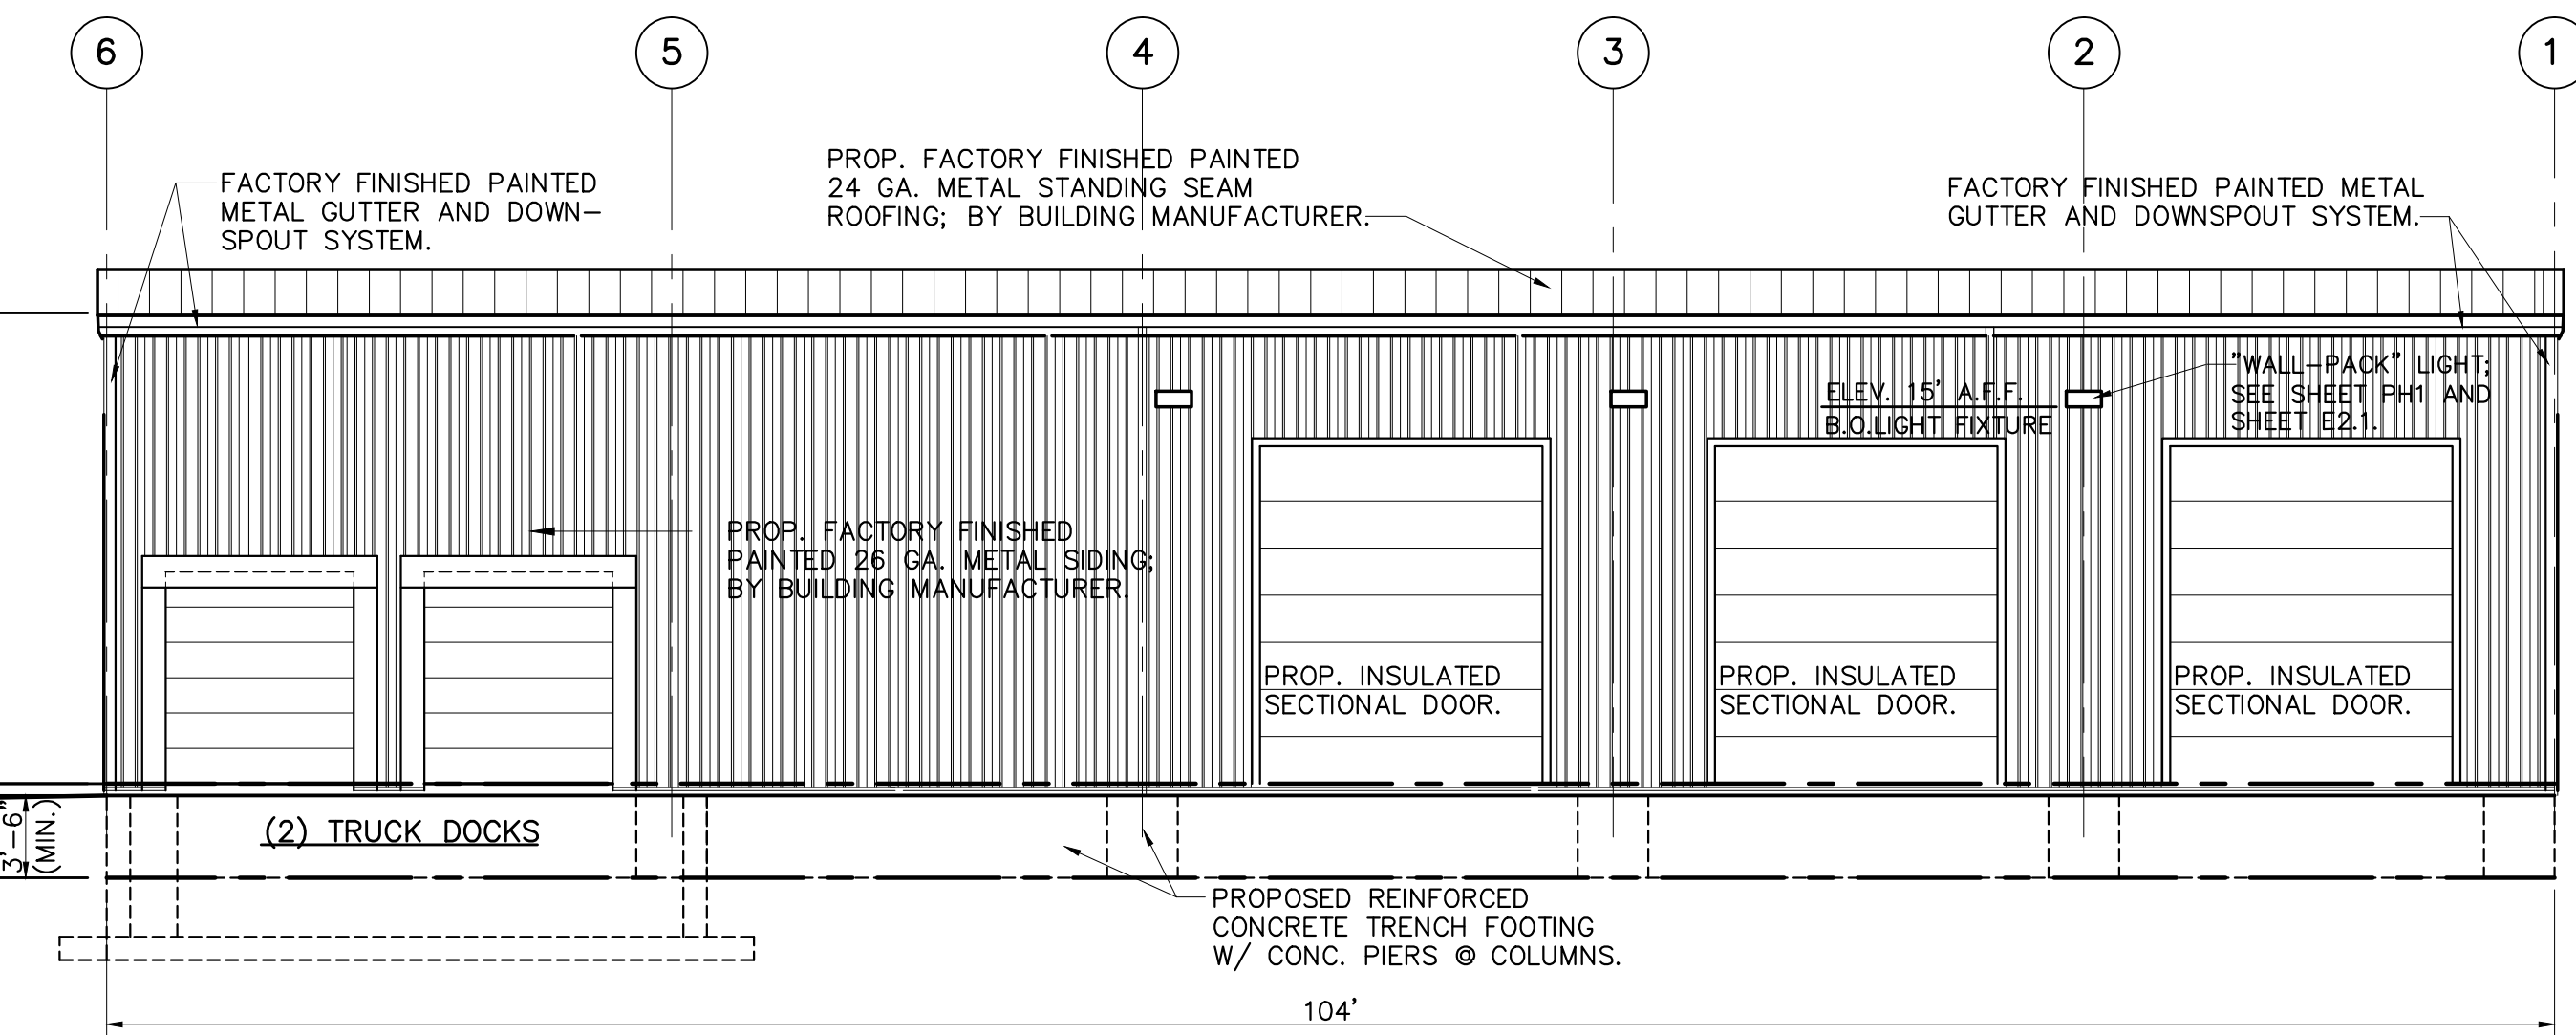 6
5
4
3
2
1
FACTORY FINISHED PAINTED
METAL GUTTER AND DOWN-
SPOUT SYSTEM.
PROP. FACTORY FINISHED PAINTED
24 GA. METAL STANDING SEAM
ROOFING; BY BUILDING MANUFACTURER.
FACTORY FINISHED PAINTED METAL
GUTTER AND DOWNSPOUT SYSTEM.
ELEV. 15' A.F.F.
B.O.LIGHT FIXTURE
"WALL-PACK" LIGHT;
SEE SHEET PH1 AND
SHEET E2.1.
PROP. FACTORY FINISHED
PAINTED 26 GA. METAL SIDING;
BY BUILDING MANUFACTURER.
PROP. INSULATED
SECTIONAL DOOR.
PROP. INSULATED
SECTIONAL DOOR.
PROP. INSULATED
SECTIONAL DOOR.
3'-6"
(MIN.)
(2) TRUCK DOCKS
PROPOSED REINFORCED
CONCRETE TRENCH FOOTING
W/ CONC. PIERS @ COLUMNS.
104'